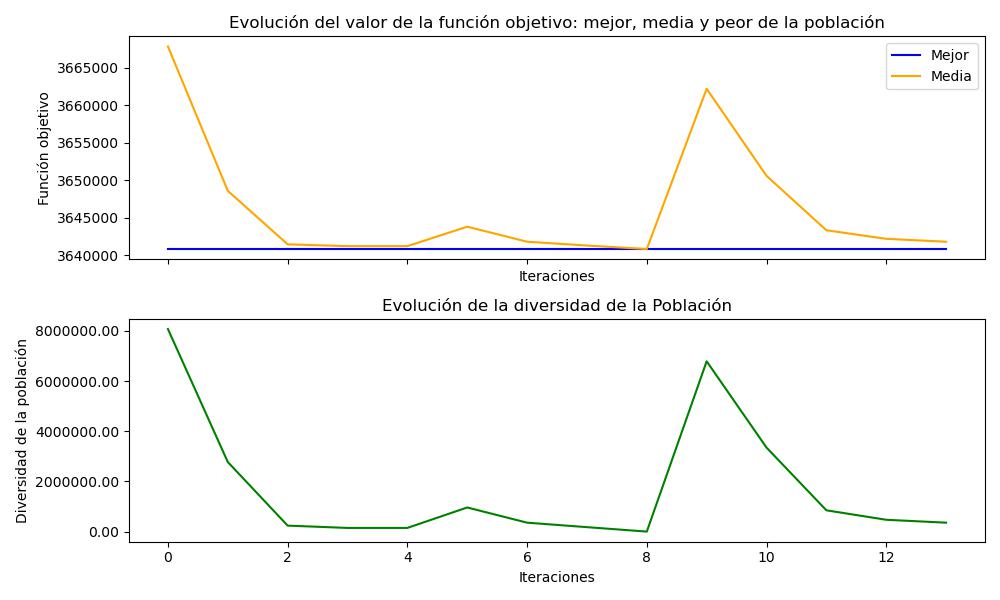 Evolución del valor de la función objetivo: mejor, media y peor de la población
Función objetivo
3665000
3660000
3655000
3650000
3645000
3640000
Mejor
Media
Iteraciones
Evolución de la diversidad de la Población
Diversidad de la población
8000000.00
6000000.00
4000000.00
2000000.00
0.00
0 2 4 6 8 10 12
Iteraciones